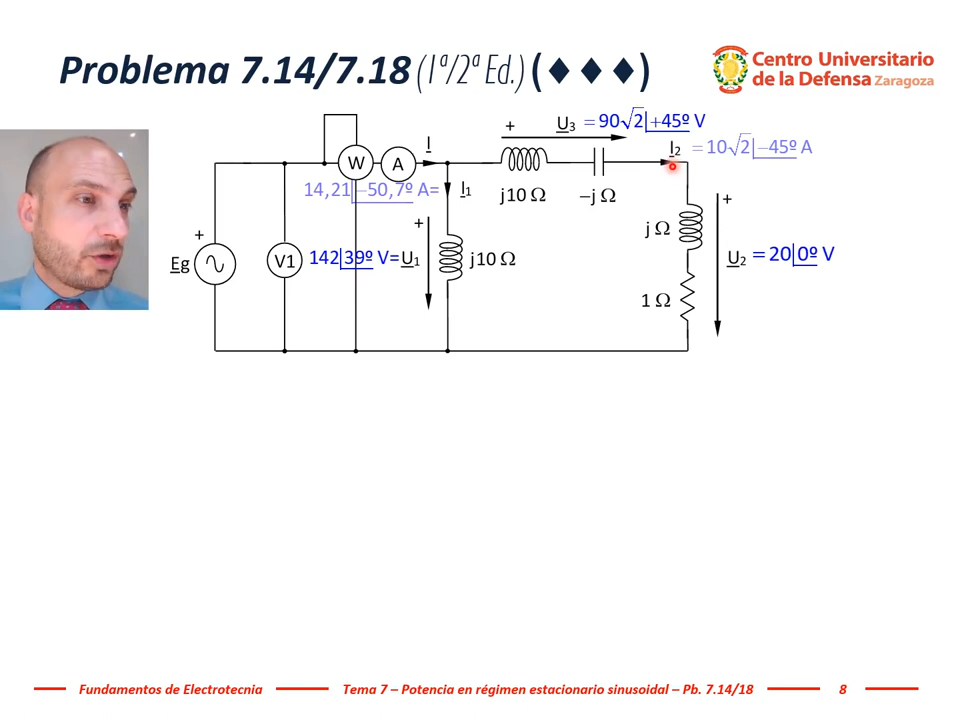 Problema 7.14/7.18 (1ª/2ª Ed.) (♦♦♦)
Centro Universitario
de la Defensa Zaragoza
+ U3 = 90√2|+45º V
I
I2 = 10√2|−45º A
W
A
14,21|−50,7º A= I1
j10 Ω
−j Ω
+
Eg
V1
142|39º V=U1
+
j10 Ω
j Ω
1 Ω
+
U2 = 20|0º V
Fundamentos de Electrotecnia
Tema 7 – Potencia en régimen estacionario sinusoidal – Pb. 7.14/18
8